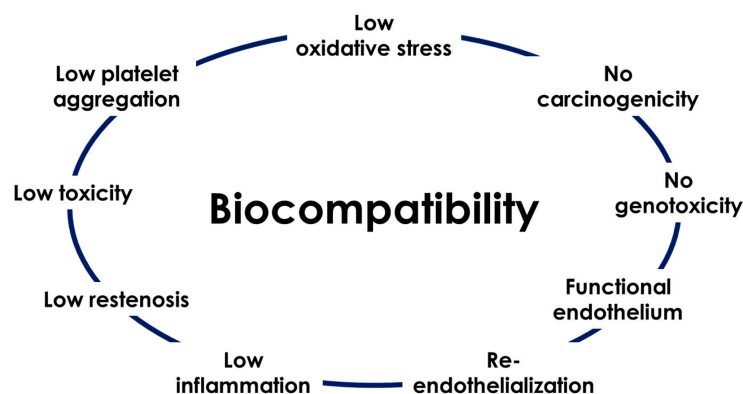 Low
oxidative stress
Low platelet
aggregation
No
carcinogenicity
Low toxicity
Biocompatibility
No
genotoxicity
Low restenosis
Functional
endothelium
Low
inflammation
Re-
endothelialization